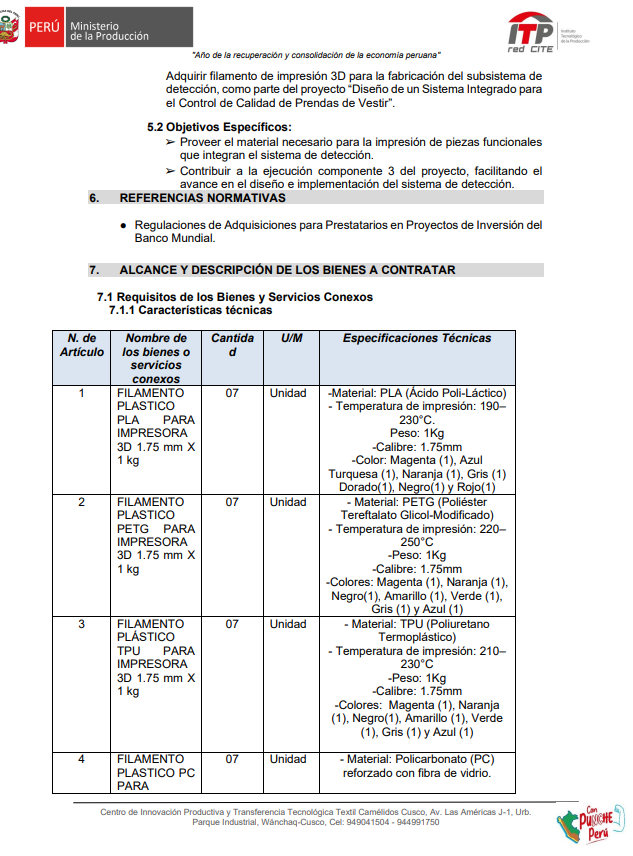 PERÚ
Ministerio
de la Producción
ITP
red CITE
Instituto
Tecnológico
de la Producción
"Año de la recuperación y consolidación de la economía peruana"
Adquirir filamento de impresión 3D para la fabricación del subsistema de
detección, como parte del proyecto “Diseño de un Sistema Integrado para
el Control de Calidad de Prendas de Vestir”.
5.2 Objetivos Específicos:
➢ Proveer el material necesario para la impresión de piezas funcionales
que integran el sistema de detección.
➢ Contribuir a la ejecución componente 3 del proyecto, facilitando el
avance en el diseño e implementación del sistema de detección.
6. REFERENCIAS NORMATIVAS
● Regulaciones de Adquisiciones para Prestatarios en Proyectos de Inversión del
Banco Mundial.
7. ALCANCE Y DESCRIPCIÓN DE LOS BIENES A CONTRATAR
7.1 Requisitos de los Bienes y Servicios Conexos
7.1.1 Características técnicas
N. de
Artículo
Nombre de
los bienes o
servicios
conexos
Cantida
d
U/M
Especificaciones Técnicas
1
FILAMENTO
PLASTICO
PLA PARA
IMPRESORA
3D 1.75 mm X
1 kg
07
Unidad
-Material: PLA (Ácido Poli-Láctico)
- Temperatura de impresión: 190–
230°C.
Peso: 1Kg
-Calibre: 1.75mm
-Color: Magenta (1), Azul
Turquesa (1), Naranja (1), Gris (1)
Dorado(1), Negro(1) y Rojo(1)
2
FILAMENTO
PLASTICO
PETG PARA
IMPRESORA
3D 1.75 mm X
1 kg
07
Unidad
- Material: PETG (Poliéster
Tereftalato Glicol-Modificado)
- Temperatura de impresión: 220–
250°C
-Peso: 1Kg
-Calibre: 1.75mm
-Colores: Magenta (1), Naranja (1),
Negro(1), Amarillo (1), Verde (1),
Gris (1) y Azul (1)
3
FILAMENTO
PLÁSTICO
TPU PARA
IMPRESORA
3D 1.75 mm X
1 kg
07
Unidad
- Material: TPU (Poliuretano
Termoplástico)
- Temperatura de impresión: 210–
230°C
-Peso: 1Kg
-Calibre: 1.75mm
-Colores: Magenta (1), Naranja
(1), Negro(1), Amarillo (1), Verde
(1), Gris (1) y Azul (1)
4
FILAMENTO
PLASTICO PC
PARA
07
Unidad
- Material: Policarbonato (PC)
reforzado con fibra de vidrio.
Centro de Innovación Productiva y Transferencia Tecnológica Textil Camélidos Cusco, Av. Las Américas J-1, Urb.
Parque Industrial, Wánchaq-Cusco, Cel: 949041504 - 944991750
Con
PUNCHE
Perú